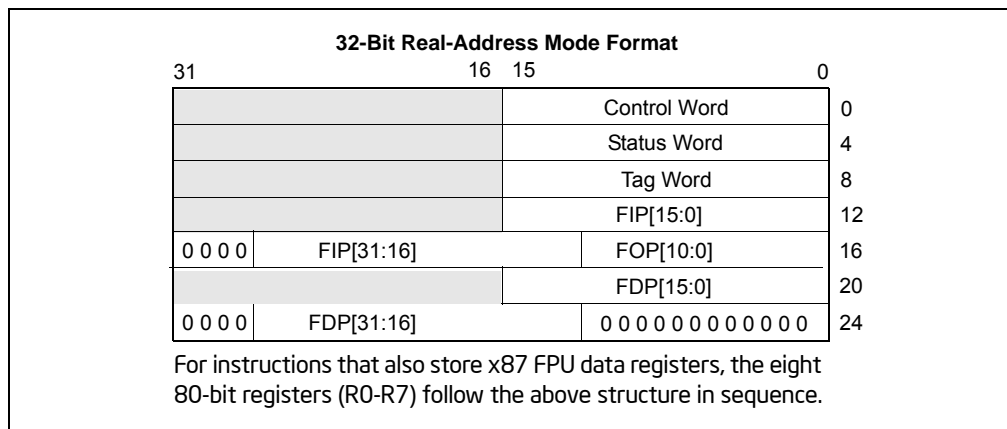 32-Bit Real-Address Mode Format
31 16 15 0
Control Word 0
Status Word 4
Tag Word 8
FIP[15:0] 12
0 0 0 0 FIP[31:16] FOP[10:0] 16
FDP[15:0] 20
0 0 0 0 FDP[31:16] 0 0 0 0 0 0 0 0 0 0 0 0 24
For instructions that also store x87 FPU data registers, the eight
80-bit registers (R0-R7) follow the above structure in sequence.